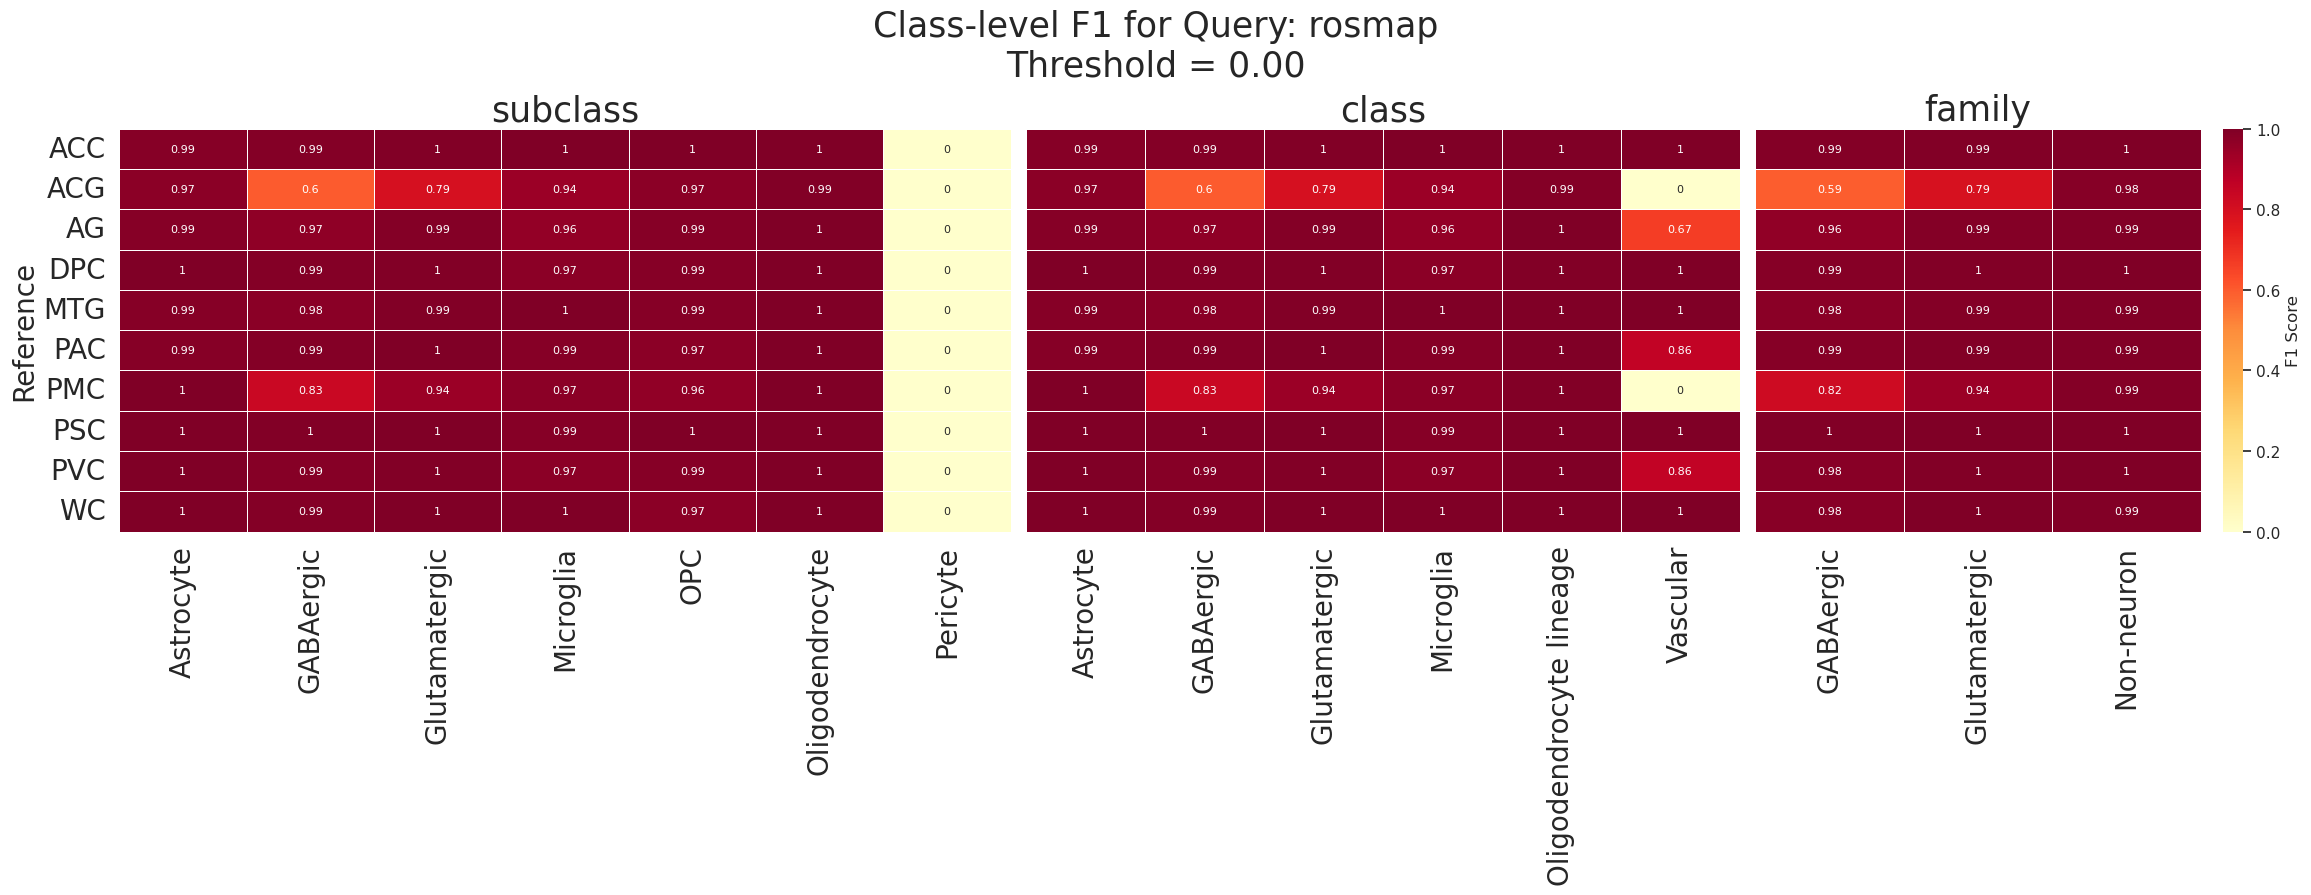 Class-level F1 for Query: rosmap
Threshold = 0.00
subclass class family
Reference
ACC 0.99 0.99 1 1 1 1 0 0.99 0.99 1 1 1 1 0.99 0.99 1
ACG 0.97 0.6 0.79 0.94 0.97 0.99 0 0.97 0.6 0.79 0.94 0.99 0 0.59 0.79 0.98
AG 0.99 0.97 0.99 0.96 0.99 1 0 0.99 0.97 0.99 0.96 1 0.67 0.96 0.99 0.99
DPC 1 0.99 1 0.97 0.99 1 0 1 0.99 1 0.97 1 1 0.99 1 1
MTG 0.99 0.98 0.99 1 0.99 1 0 0.99 0.98 0.99 1 1 1 0.98 0.99 0.99
PAC 0.99 0.99 1 0.99 0.97 1 0 0.99 0.99 1 0.99 1 0.86 0.99 0.99 0.99
PMC 1 0.83 0.94 0.97 0.96 1 0 1 0.83 0.94 0.97 1 0 0.82 0.94 0.99
PSC 1 1 1 0.99 1 1 0 1 1 1 0.99 1 1 1 1 1
PVC 1 0.99 1 0.97 0.99 1 0 1 0.99 1 0.97 1 0.86 0.98 1 1
WC 1 0.99 1 1 0.97 1 0 1 0.99 1 1 1 1 0.98 1 0.99
Astrocyte
GABAergic
Glutamatergic
Microglia
OPC
Oligodendrocyte
Pericyte
Astrocyte
GABAergic
Glutamatergic
Microglia
Oligodendrocyte lineage
Vascular
GABAergic
Glutamatergic
Non-neuron
1.0
0.8
0.6
0.4
0.2
0.0
F1 Score